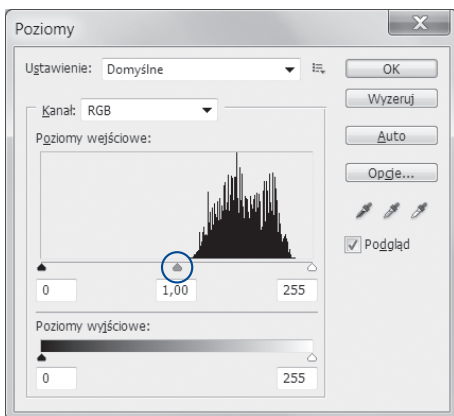 Poziomy
X
Ustawienie: Domyślne
OK
Kanał: RGB
Wyzeruj
Poziomy wejściowe:
Auto
Opcje...
Podgląd
0 1,00 255
Poziomy wyjściowe:
0 255